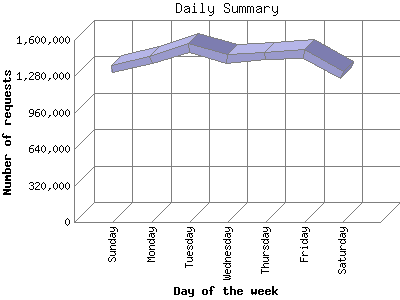 Daily Summary
Number of requests
1,600,000
1,280,000
960,000
640,000
320,000
0
Sunday
Monday
Tuesday
Wednesday
Thursday
Friday
Saturday
Day of the week